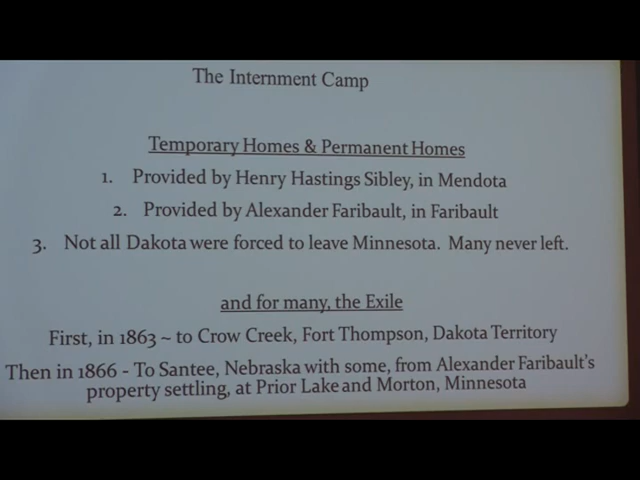 The Internment Camp
Temporary Homes & Permanent Homes
1. Provided by Henry Hastings Sibley, in Mendota
2. Provided by Alexander Faribault, in Faribault
3. Not all Dakota were forced to leave Minnesota. Many never left.
and for many, the Exile
First, in 1863 ~ to Crow Creek, Fort Thompson, Dakota Territory
Then in 1866 - To Santee, Nebraska with some, from Alexander Faribault's
property settling, at Prior Lake and Morton, Minnesota